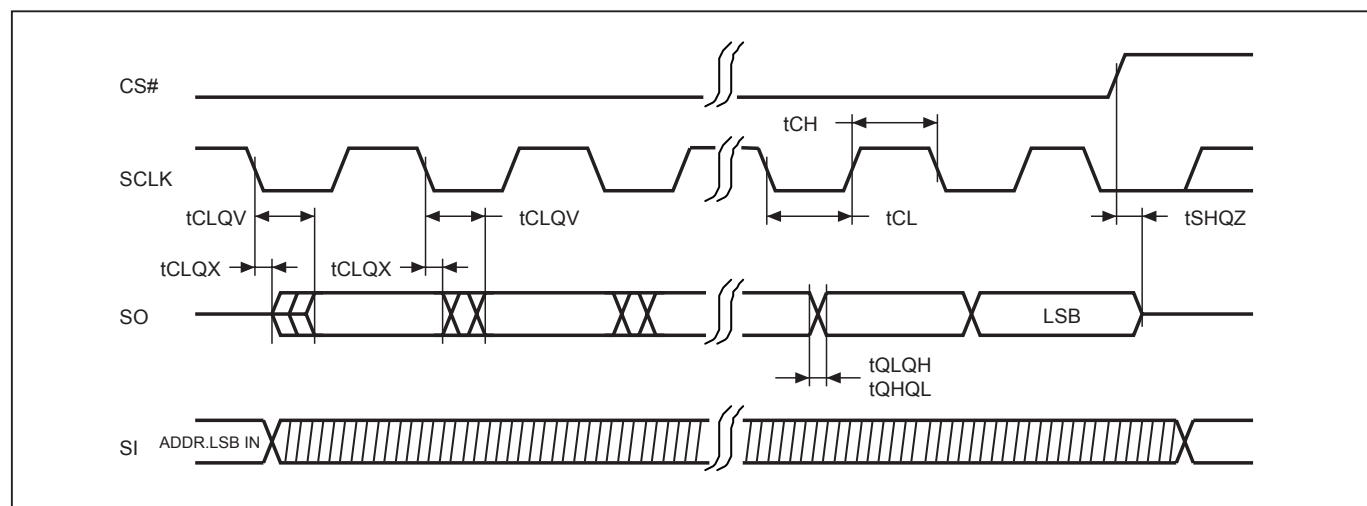 CS#
tCH
SCLK
tCLQV
tCLQV
tCL
tSHQZ
tCLQX
tCLQX
SO
LSB
tQLQH
tQHQL
SI
ADDR.LSB IN